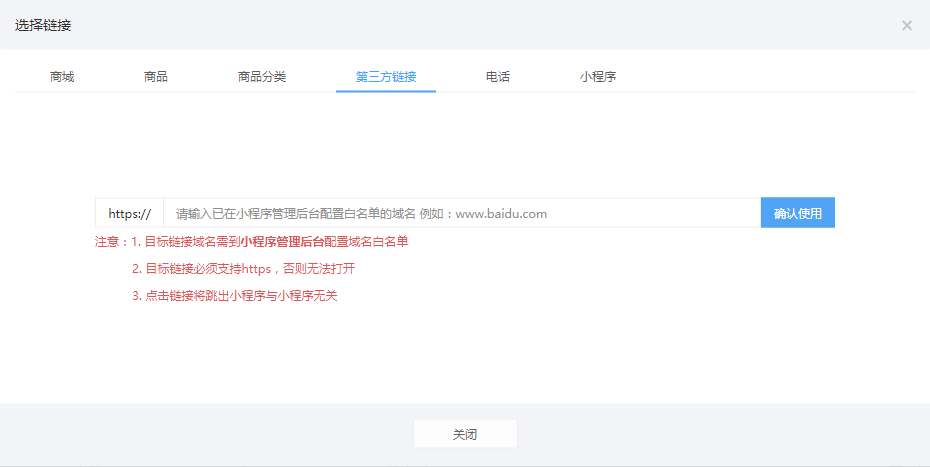 选择链接 ×
商城 商品 商品分类 第三方链接 电话 小程序
https:// 请输入已在小程序管理后台配置白名单的域名 例如：www.baidu.com 确认使用
注意：1. 目标链接域名需到小程序管理后台配置域名白名单
2. 目标链接必须支持https，否则无法打开
3. 点击链接将跳出小程序与小程序无关
关闭